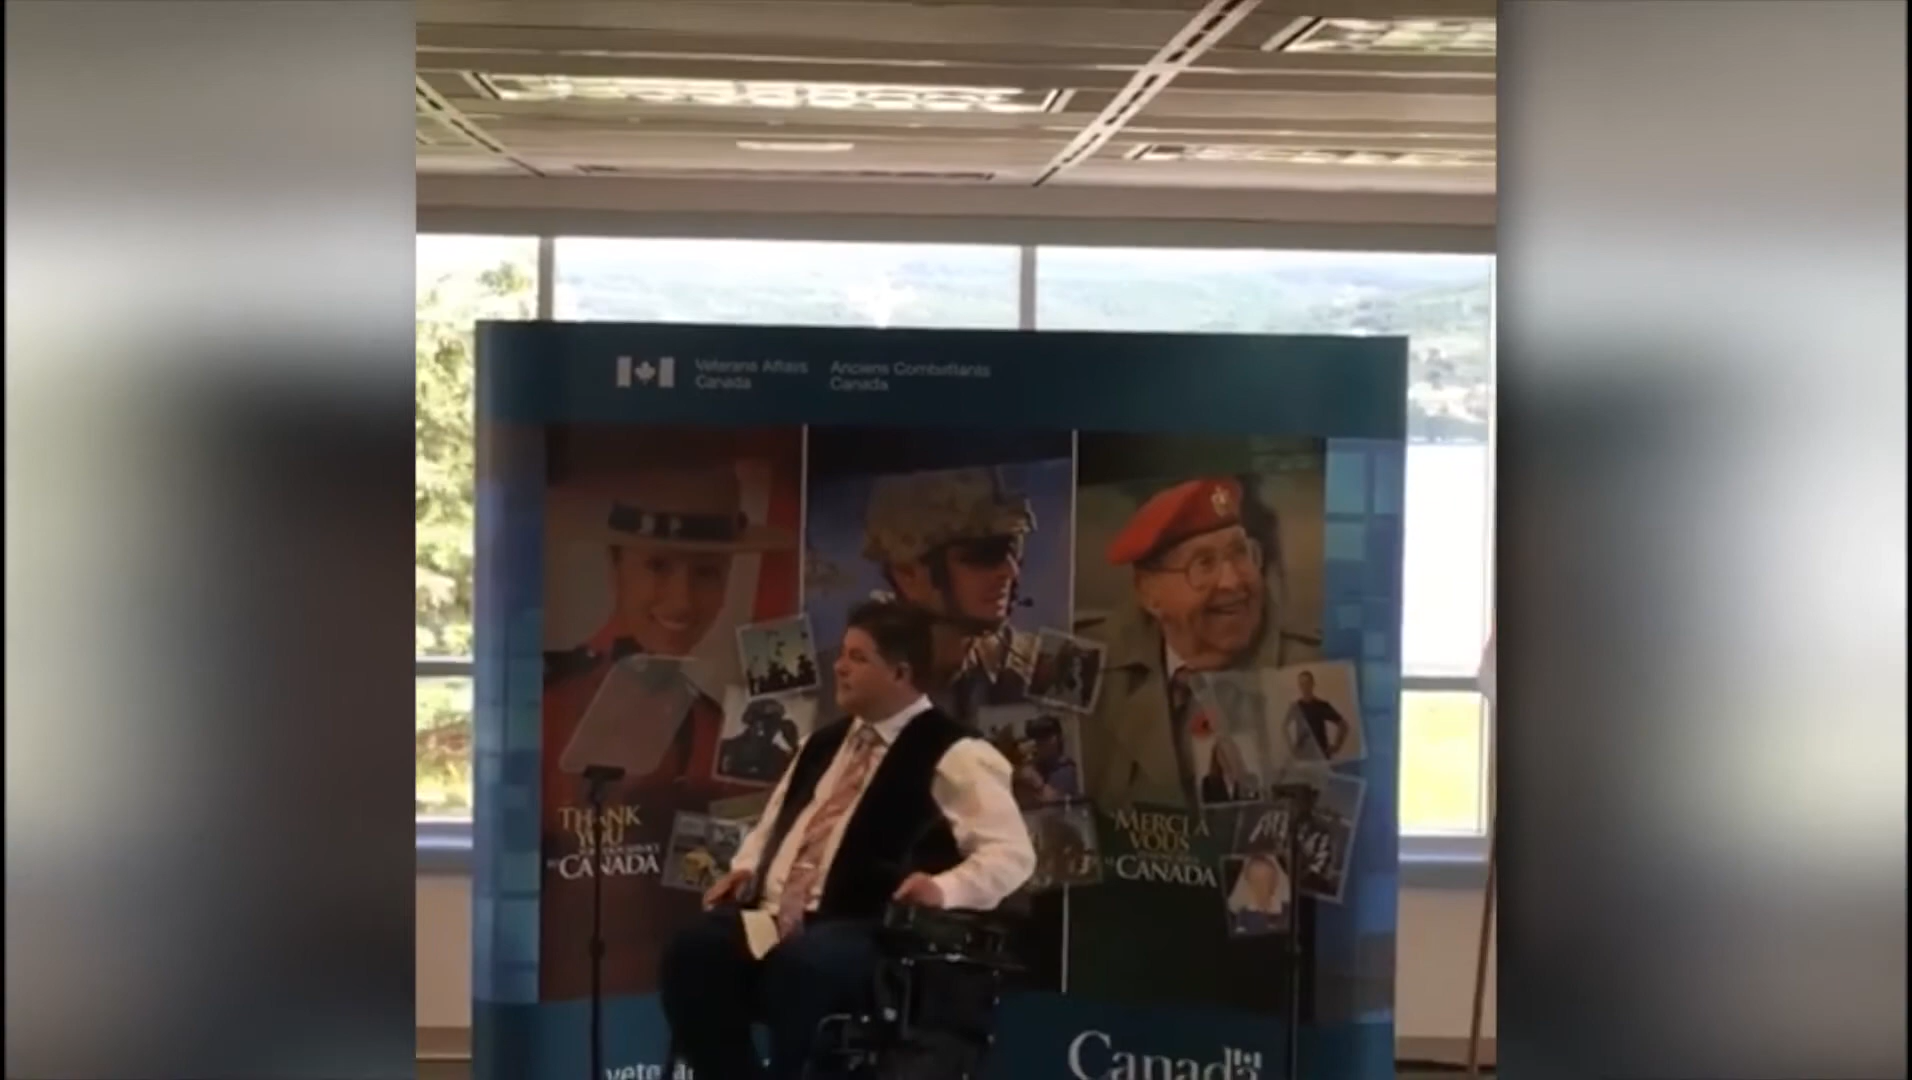 Veterans Affairs
Canada
Anciens Combattants
Canada
THANK
YOU
CANADA
MERCI À
VOUS
CANADA
Canada